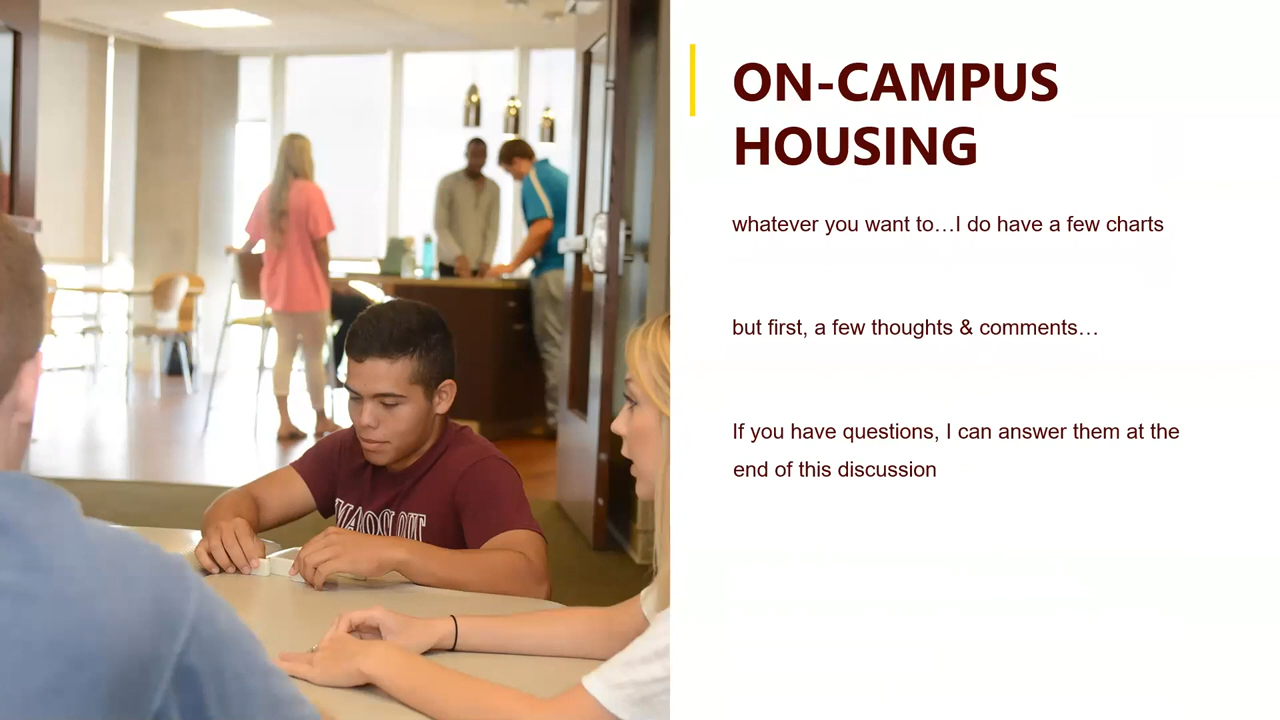 ON-CAMPUS
HOUSING
whatever you want to…I do have a few charts
but first, a few thoughts & comments…
If you have questions, I can answer them at the
end of this discussion